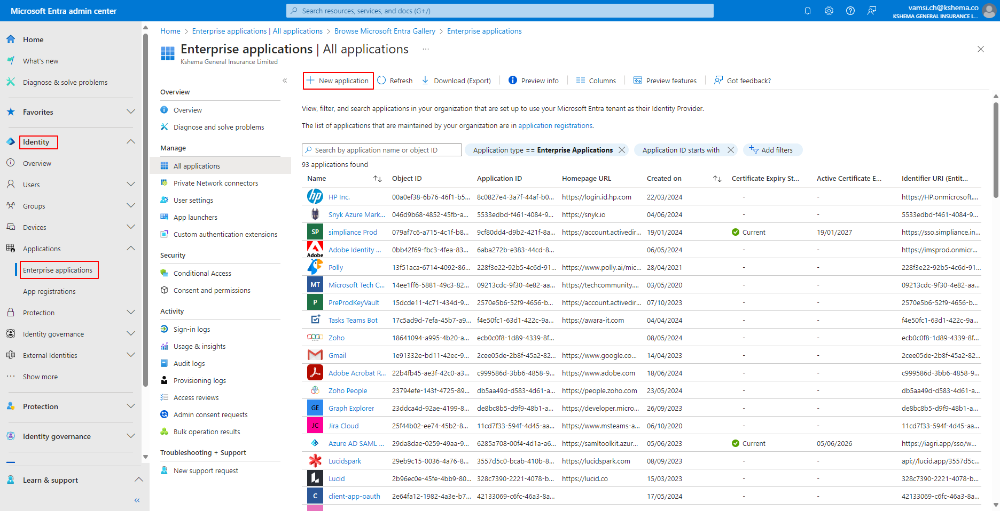 Microsoft Entra admin center
Search resources, services, and docs (G+/)
vamsi.ch@kshema.co
KSHEMA GENERAL INSURANCE L...
Home
What's new
Diagnose & solve problems
Favorites
Identity
Overview
Users
Groups
Devices
Applications
Enterprise applications
App registrations
Protection
Identity governance
External Identities
Show more
Protection
Identity governance
Learn & support
Home > Enterprise applications | All applications > Browse Microsoft Entra Gallery > Enterprise applications
Enterprise applications | All applications ...
Kshema General Insurance Limited
Overview
Overview
Diagnose and solve problems
Manage
All applications
Private Network connectors
User settings
App launchers
Custom authentication extensions
Security
Conditional Access
Consent and permissions
Activity
Sign-in logs
Usage & insights
Audit logs
Provisioning logs
Access reviews
Admin consent requests
Bulk operation results
Troubleshooting + Support
New support request
New application Refresh Download (Export) Preview info Columns Preview features Got feedback?
View, filter, and search applications in your organization that are set up to use your Microsoft Entra tenant as their Identity Provider.
The list of applications that are maintained by your organization are in application registrations.
Search by application name or object ID Application type == Enterprise Applications Application ID starts with Add filters
93 applications found
Name Object ID Application ID Homepage URL Created on Certificate Expiry St... Active Certificate E... Identifier URI (Entit...
hp HP Inc. 00a0ef38-6b76-46f1-b5... 8c0827e4-3a7f-44af-b0... https://login.id.hp.com 22/03/2024 - - https://HP.onmicrosoft....
Snyk Azure Mark... 046d9b68-4852-45fb-a... 5533edbd-f461-4084-9... https://snyk.io 04/06/2024 - - 5533edbd-f461-4084-9...
SP simpliance Prod 079af7c6-a715-4c1f-b8... 9cf80dd4-d9b2-421f-8a... https://account.activedir... 19/01/2024 Current 19/01/2027 https://sso.simpliance.in...
Adobe Adobe Identity ... 0bb42f69-fbc3-4fea-83... 6aba272b-e383-44cd-8... 06/05/2024 - - https://imsprod.onmicr...
Polly 13f51aca-6714-4092-86... 228f3e22-92b5-4c6d-91... https://www.polly.ai/mic... 28/04/2021 - - 228f3e22-92b5-4c6d-91...
MT Microsoft Tech C... 14ee1ff6-5881-49c3-82... 09213cdc-9f30-4e82-aa... https://techcommunity.... 03/05/2020 - - 09213cdc-9f30-4e82-aa...
P PreProdKeyVault 15dcde11-4c71-434d-9... 2570e5b6-52f9-4656-b... https://account.activedir... 07/10/2023 - - 2570e5b6-52f9-4656-b...
Tasks Teams Bot 17c5ad9d-7efa-45b7-a9... f4e50fc1-63d1-422c-9a... https://awara-it.com 04/04/2024 - - f4e50fc1-63d1-422c-9a...
Zoho 18641094-a995-4b20-a... ecb0c0f8-1d89-4339-8f... 08/05/2024 - - ecb0c0f8-1d89-4339-8f...
Gmail 1e91332e-bd11-42ec-9... 2cee05de-2b8f-45a2-82... https://www.google.co... 14/04/2023 - - 2cee05de-2b8f-45a2-82...
Adobe Acrobat R... 22b4fb45-ae3f-42c0-a3... c999586d-3bb6-4858-9... https://www.adobe.com 18/06/2024 - - c999586d-3bb6-4858-9...
Zoho People 23794efe-143f-4725-89... db5aa49d-d583-4d61-a... https://people.zoho.com 23/05/2024 - - db5aa49d-d583-4d61-a...
GE Graph Explorer 23ddca4d-92ae-4199-8... de8bc8b5-d9f9-48b1-a... https://developer.micro... 26/09/2023 - - de8bc8b5-d9f9-48b1-a...
JC Jira Cloud 25f44b02-ee74-45b2-8... 11cd7f33-594f-4d45-aa... https://www.msteams-a... 06/10/2020 - - 11cd7f33-594f-4d45-aa...
Azure AD SAML ... 29da8dae-0259-49aa-9... 6285a708-00f4-4d1a-a6... https://samltoolkit.azur... 05/06/2023 Current 05/06/2026 https://iagri.app/sso/w...
Lucidspark 29eb9c15-0036-4a76-8... 3557d5c0-bcab-410b-8... https://lucidspark.com 08/09/2023 - - api://lucid.app/3557d5c...
Lucid 2b96ec0e-45fe-4bb9-80... 328c7390-2221-4078-b... https://lucid.co 15/03/2023 - - 328c7390-2221-4078-b...
C client-app-oauth 2e64fa12-1982-4a3e-b7... 42133069-c6fc-46a3-8a... 17/05/2024 - - 42133069-c6fc-46a3-8a...